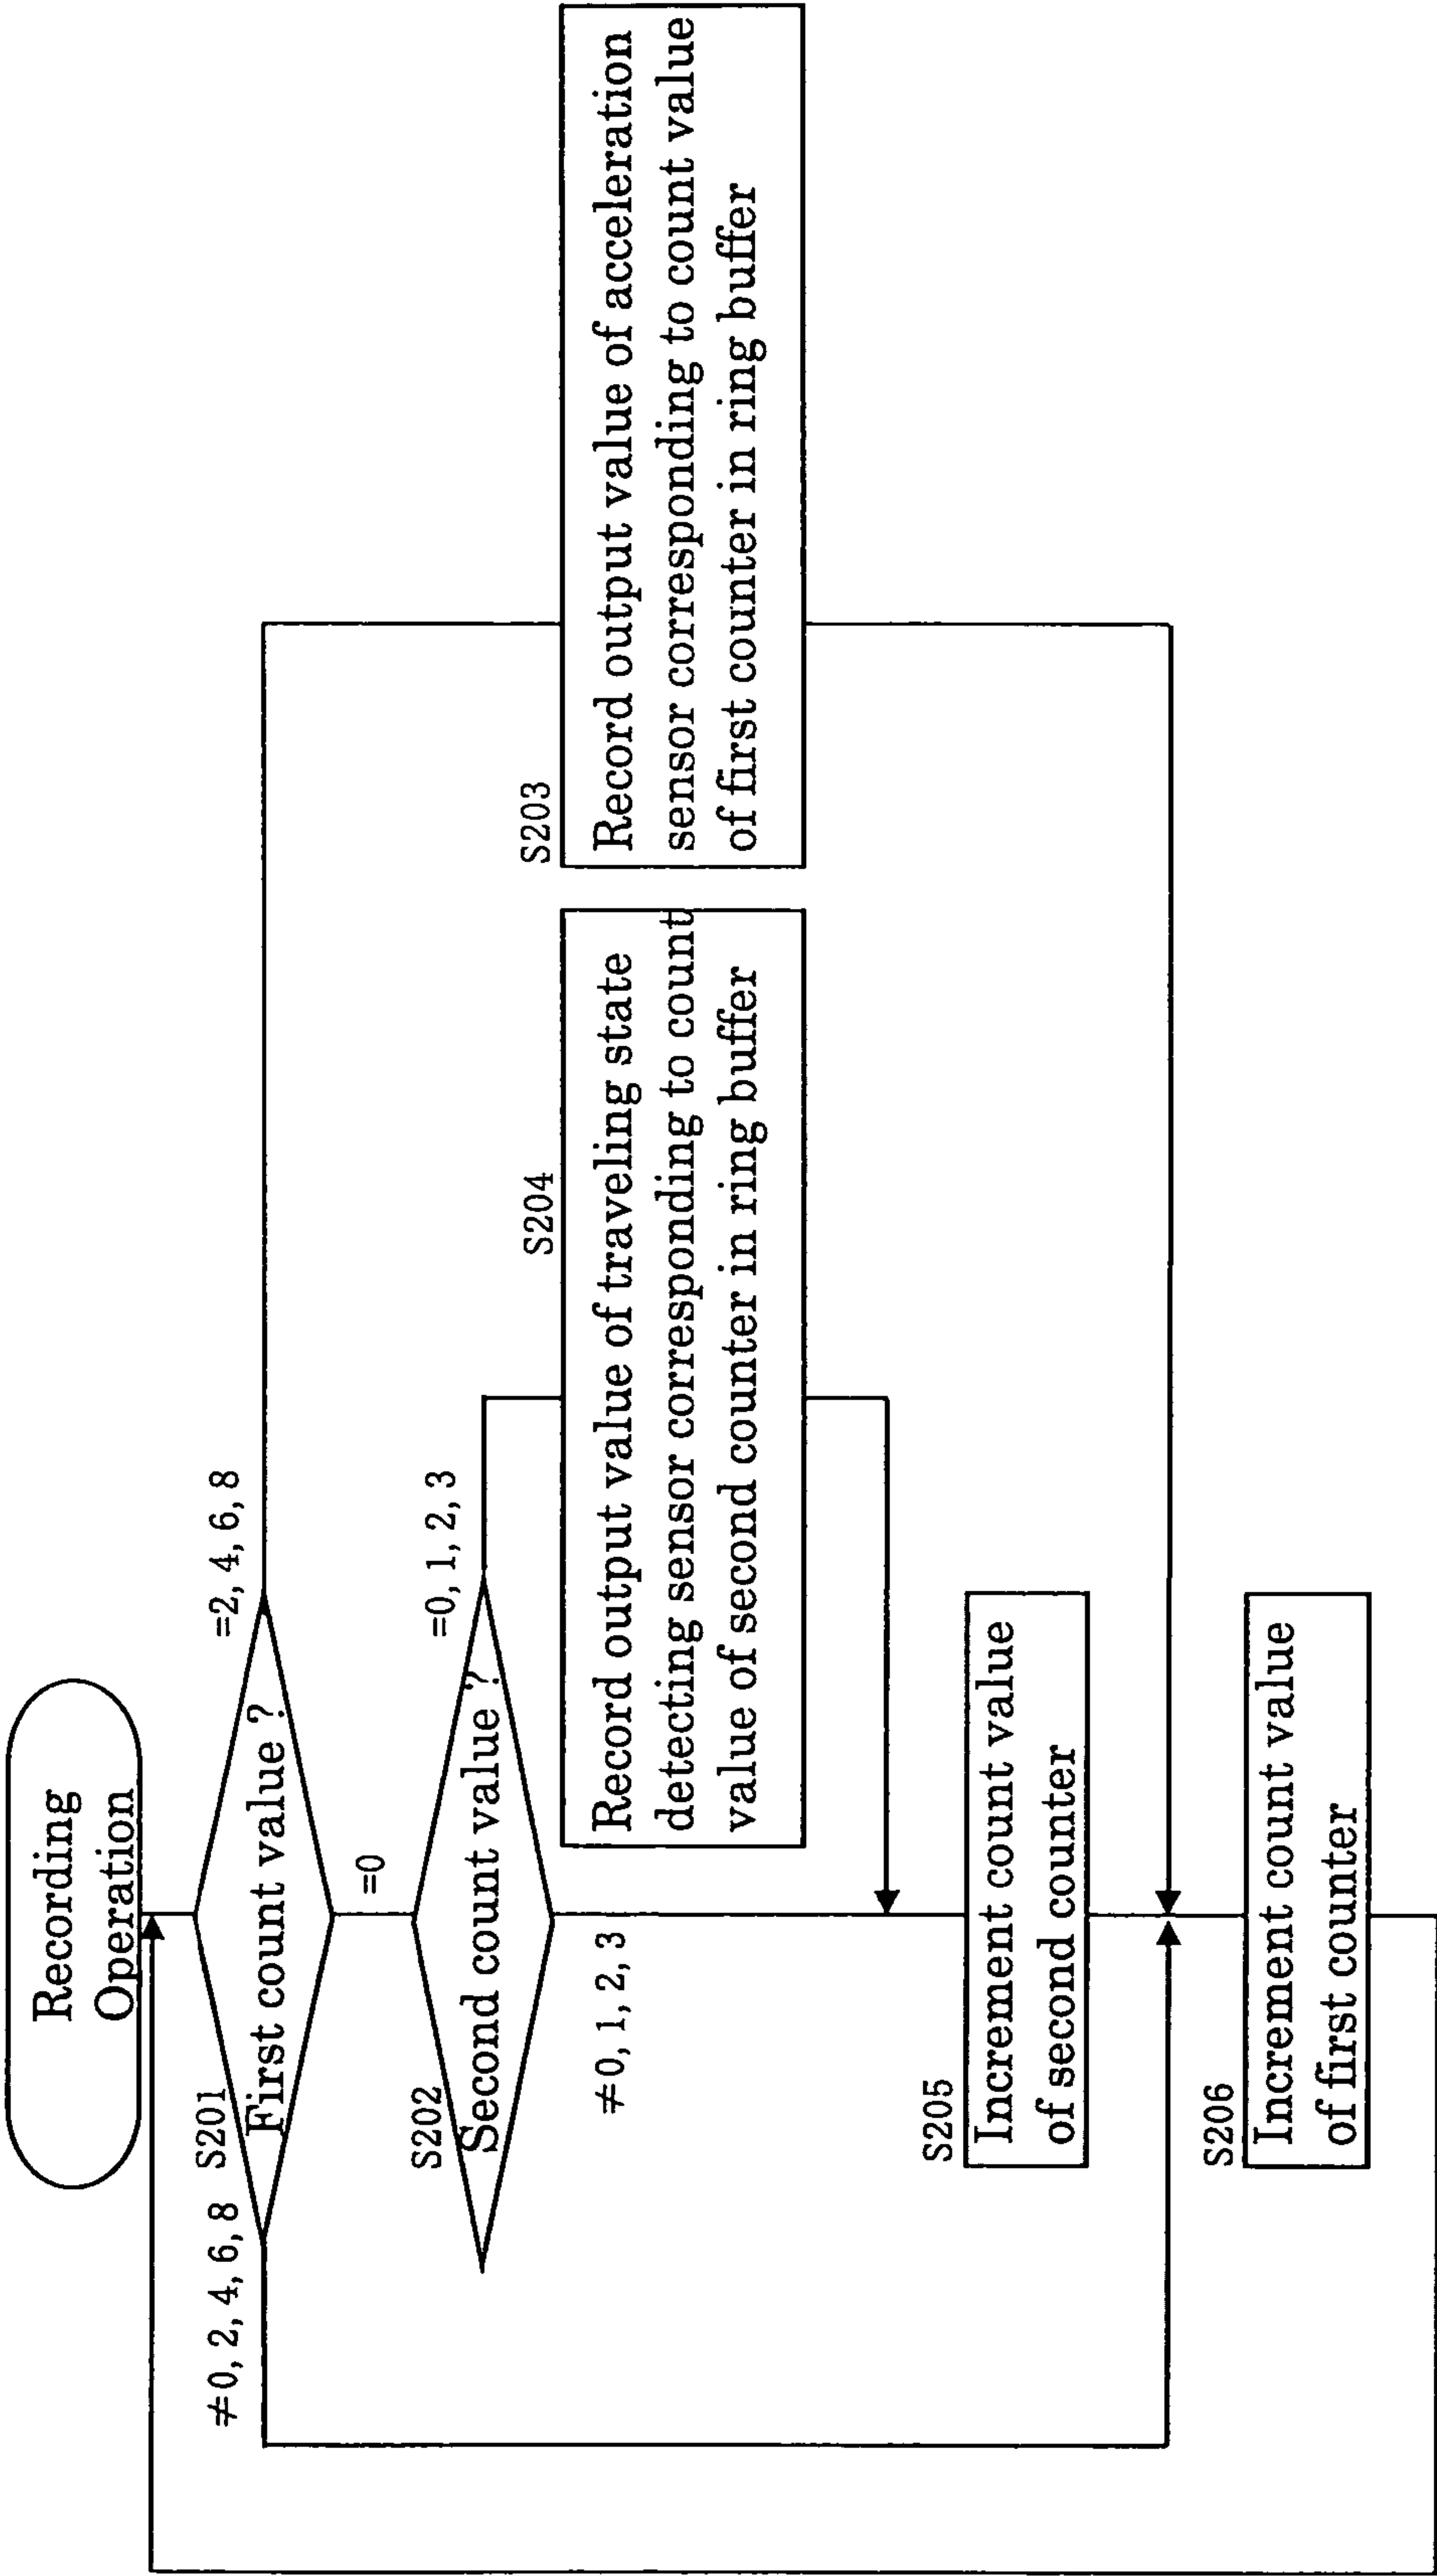 Recording
Operation
S201
First count value ?
≠0, 2, 4, 6, 8
=2, 4, 6, 8
=0
S202
Second count value ?
=0, 1, 2, 3
≠0, 1, 2, 3
S204
Record output value of traveling state
detecting sensor corresponding to count
value of second counter in ring buffer
S203
Record output value of acceleration
sensor corresponding to count value
of first counter in ring buffer
S205
Increment count value
of second counter
S206
Increment count value
of first counter